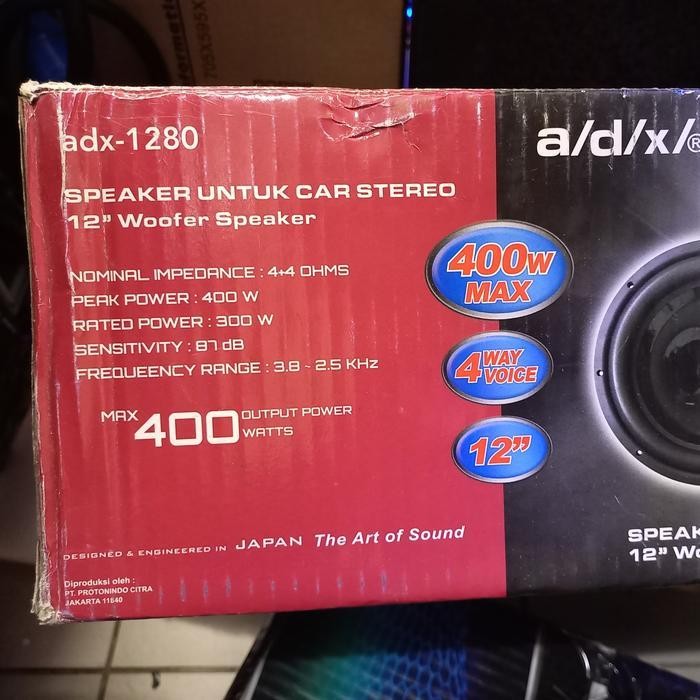 adx-1280
SPEAKER UNTUK CAR STEREO
12" Woofer Speaker
NOMINAL IMPEDANCE : 4+4 OHMS
PEAK POWER : 400 W
RATED POWER : 300 W
SENSITIVITY : 87 dB
FREQUEENCY RANGE : 3.8 ~ 2.5 KHz
MAX 400 OUTPUT POWER
WATTS
DESIGNED & ENGINEERED IN JAPAN The Art of Sound
Diproduksi oleh :
PT. PROTONINDO CITRA
JAKARTA 11840
400W
MAX
4 WAY
VOICE
12"
a/d/x/®
SPEAK
12" Wo
705X595X